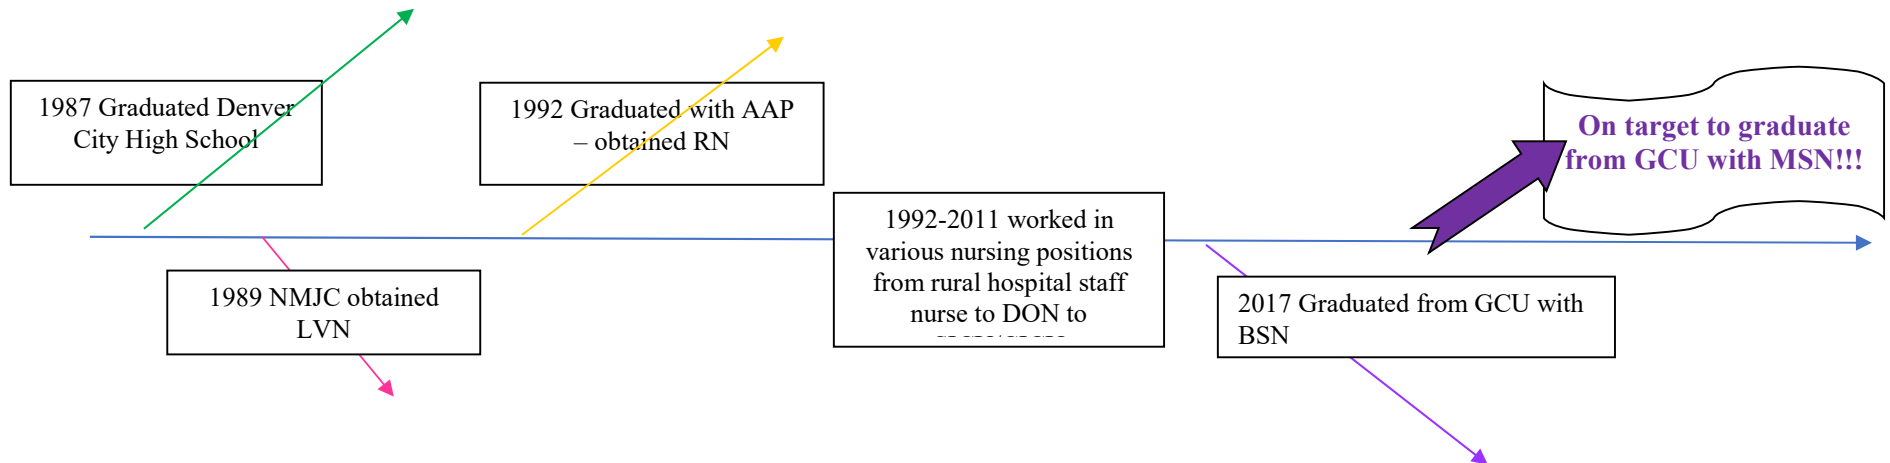 1987 Graduated Denver
City High School
1989 NMJC obtained
LVN
1992 Graduated with AAP
– obtained RN
1992-2011 worked in
various nursing positions
from rural hospital staff
nurse to DON to
2017 Graduated from GCU with
BSN
On target to graduate
from GCU with MSN!!!